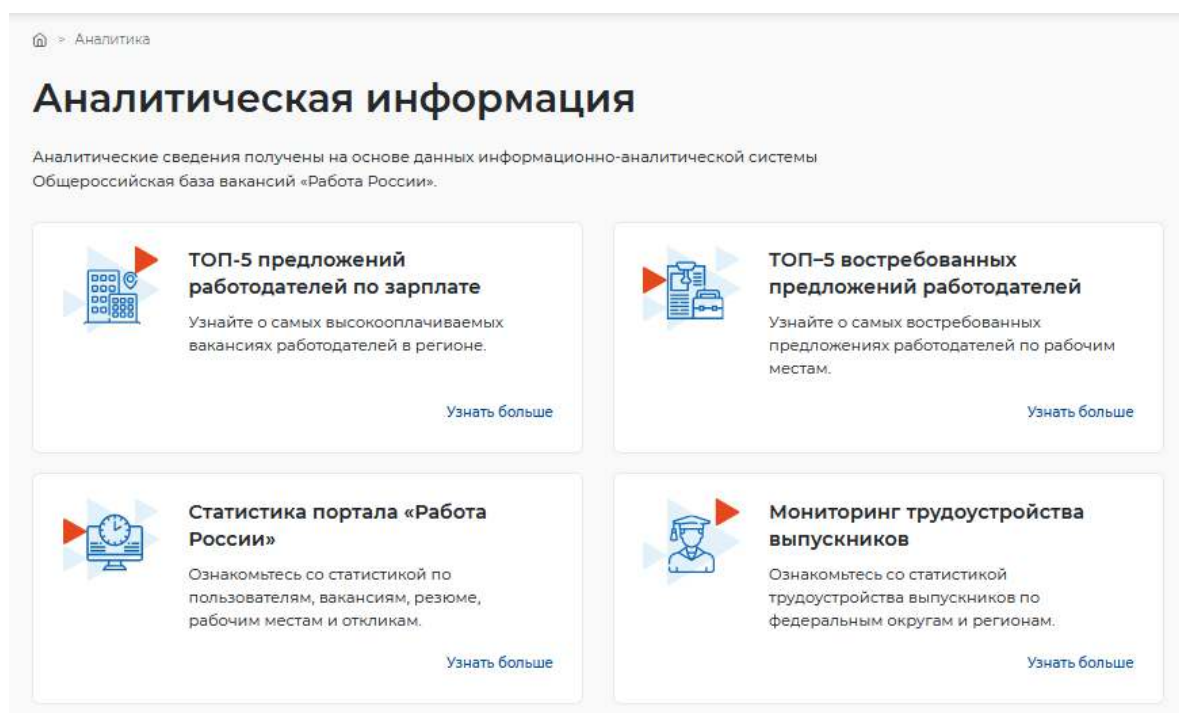 > Аналитика
Аналитическая информация
Аналитические сведения получены на основе данных информационно-аналитической системы
Общероссийская база вакансий «Работа России».
ТОП-5 предложений
работодателей по зарплате
Узнайте о самых высокооплачиваемых
вакансиях работодателей в регионе.
Узнать больше
ТОП–5 востребованных
предложений работодателей
Узнайте о самых востребованных
предложениях работодателей по рабочим
местам.
Узнать больше
Статистика портала «Работа
России»
Ознакомьтесь со статистикой по
пользователям, вакансиям, резюме,
рабочим местам и откликам.
Узнать больше
Мониторинг трудоустройства
выпускников
Ознакомьтесь со статистикой
трудоустройства выпускников по
федеральным округам и регионам.
Узнать больше